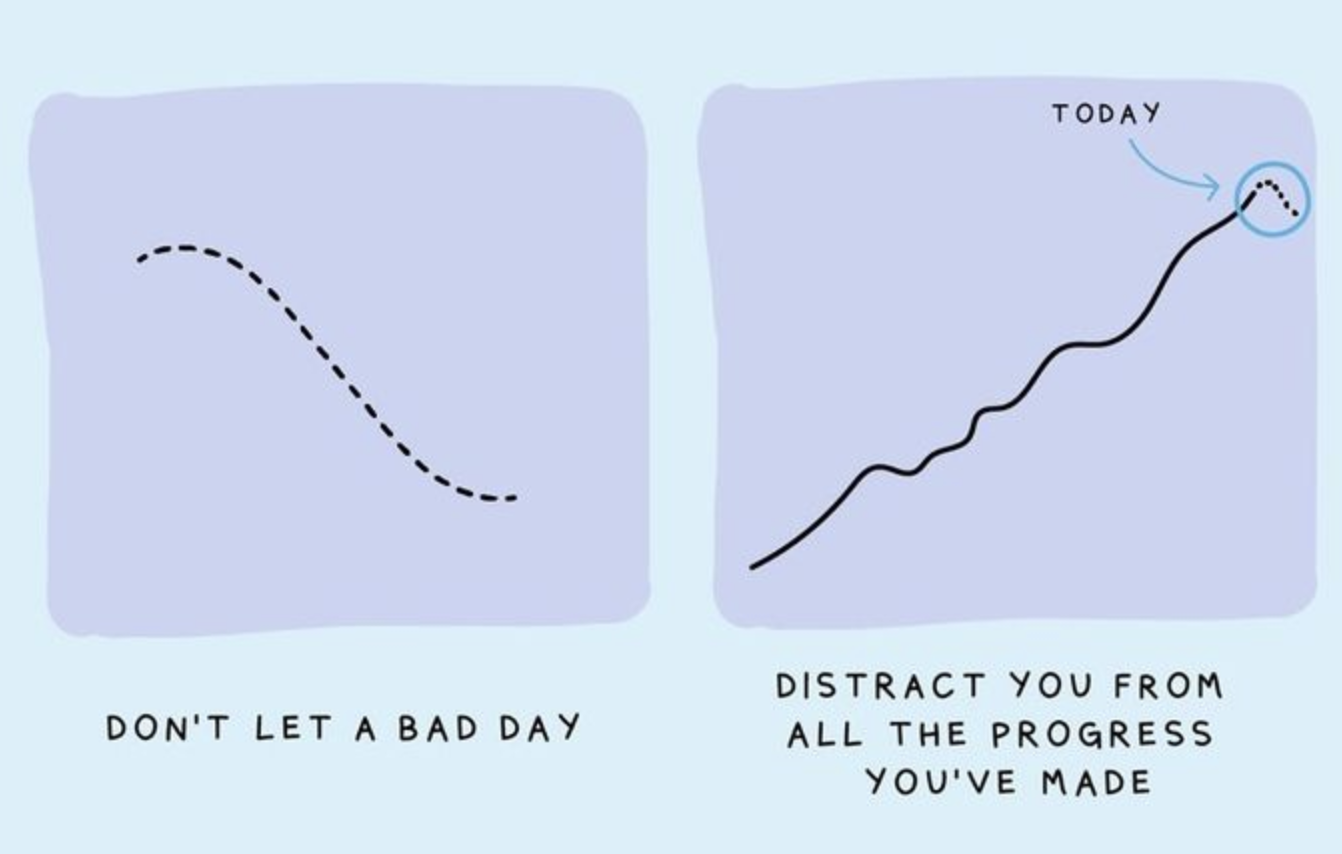 TODAY
DON'T LET A BAD DAY
DISTRACT YOU FROM
ALL THE PROGRESS
YOU'VE MADE